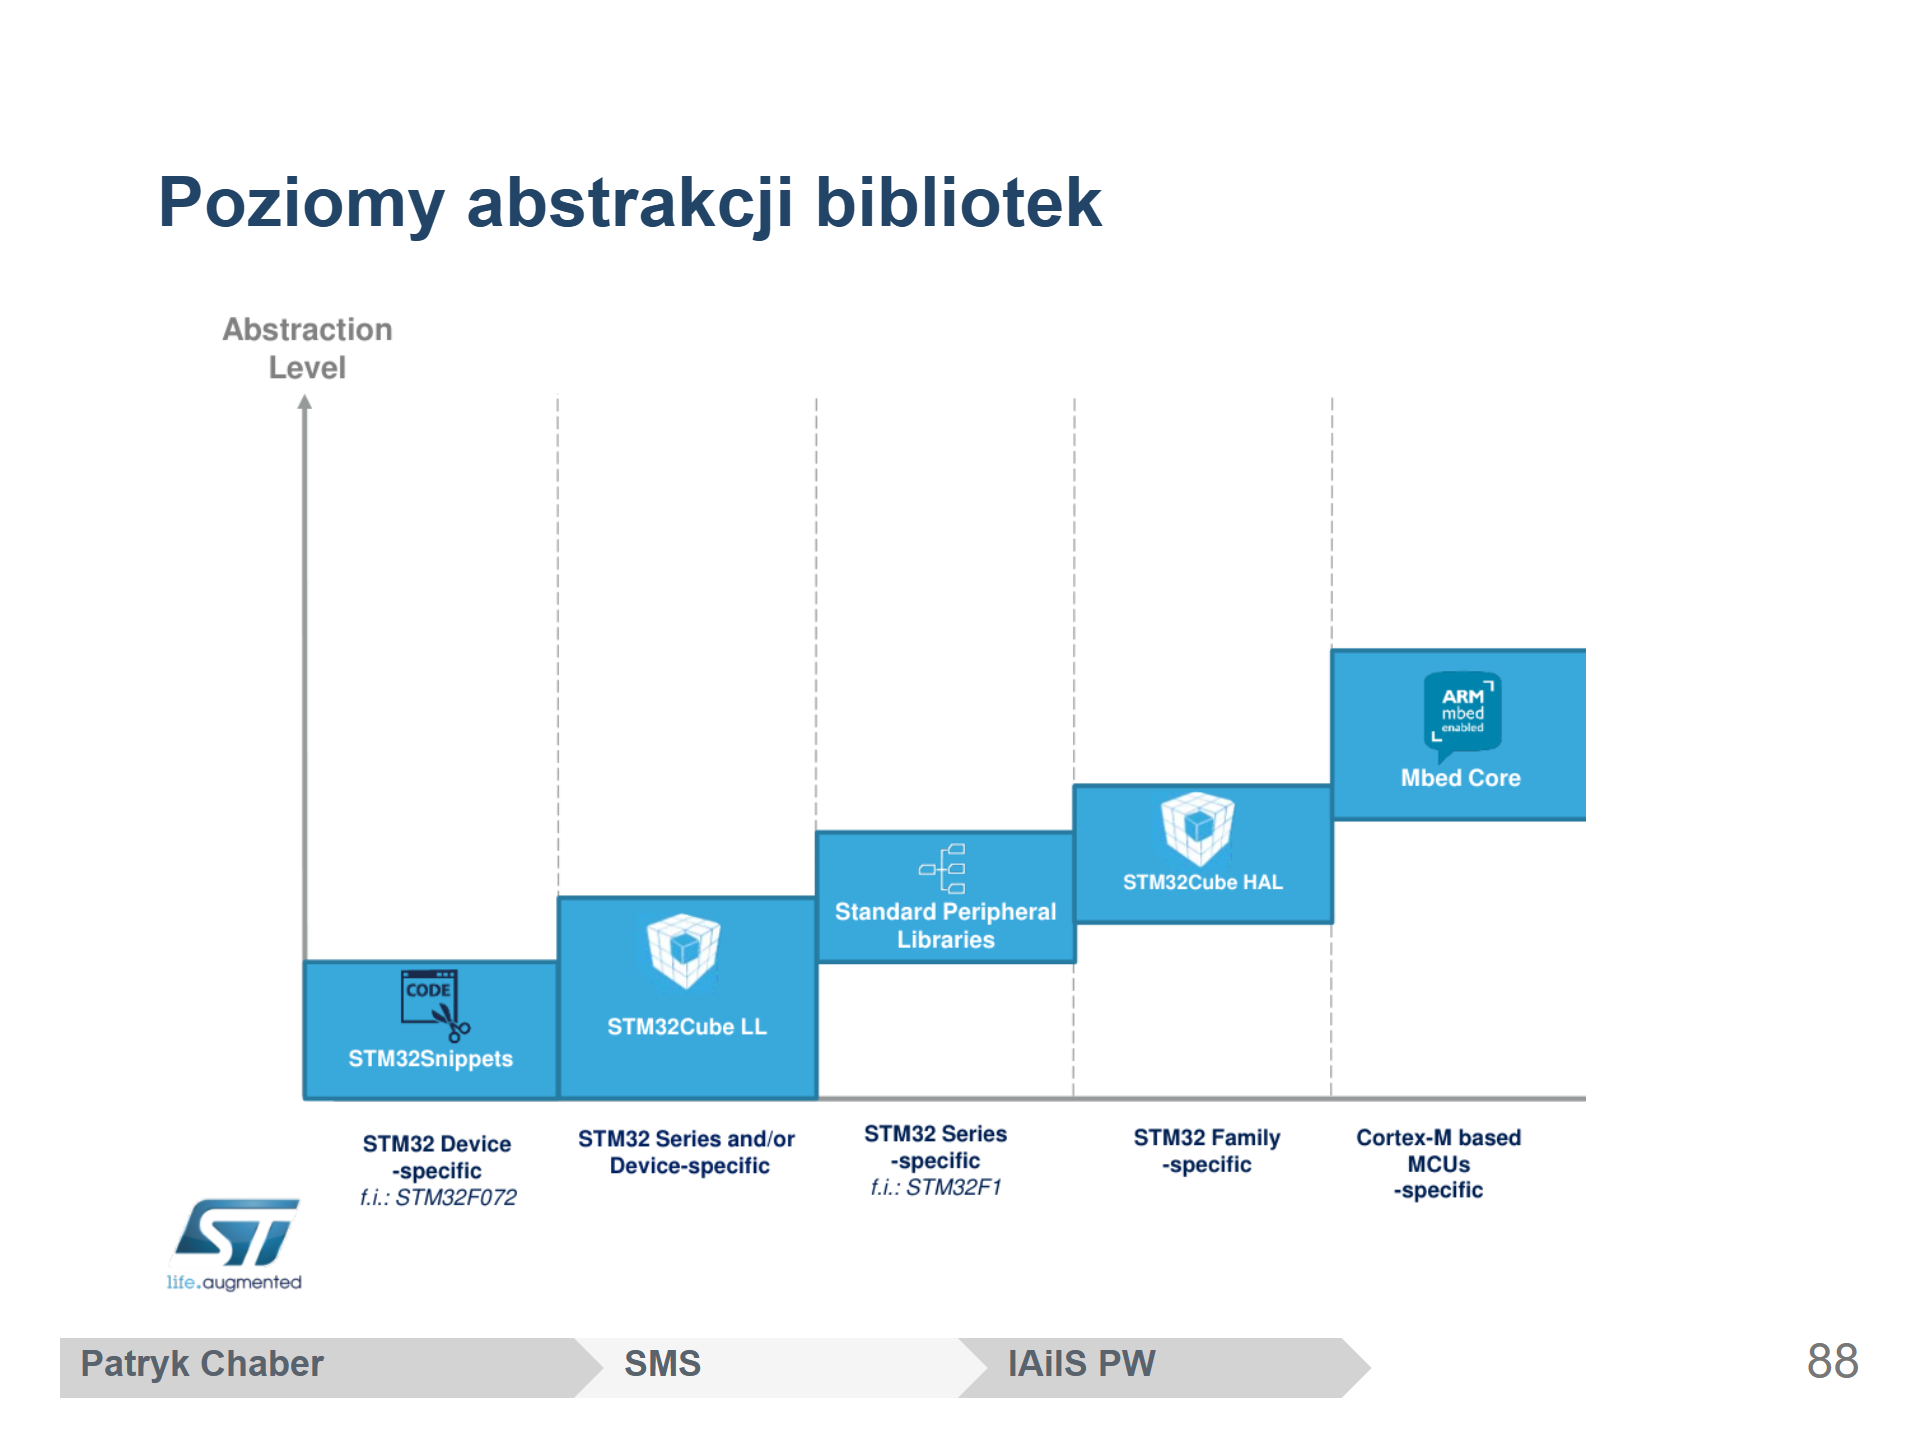 Poziomy abstrakcji bibliotek
Abstraction
Level
ARM
mbed
enabled
Mbed Core
STM32Cube HAL
Standard Peripheral
Libraries
STM32Cube LL
CODE
STM32Snippets
STM32 Device
-specific
f.i.: STM32F072
STM32 Series and/or
Device-specific
STM32 Series
-specific
f.i.: STM32F1
STM32 Family
-specific
Cortex-M based
MCUs
-specific
ST
life.augmented
Patryk Chaber
SMS
IAiIS PW
88